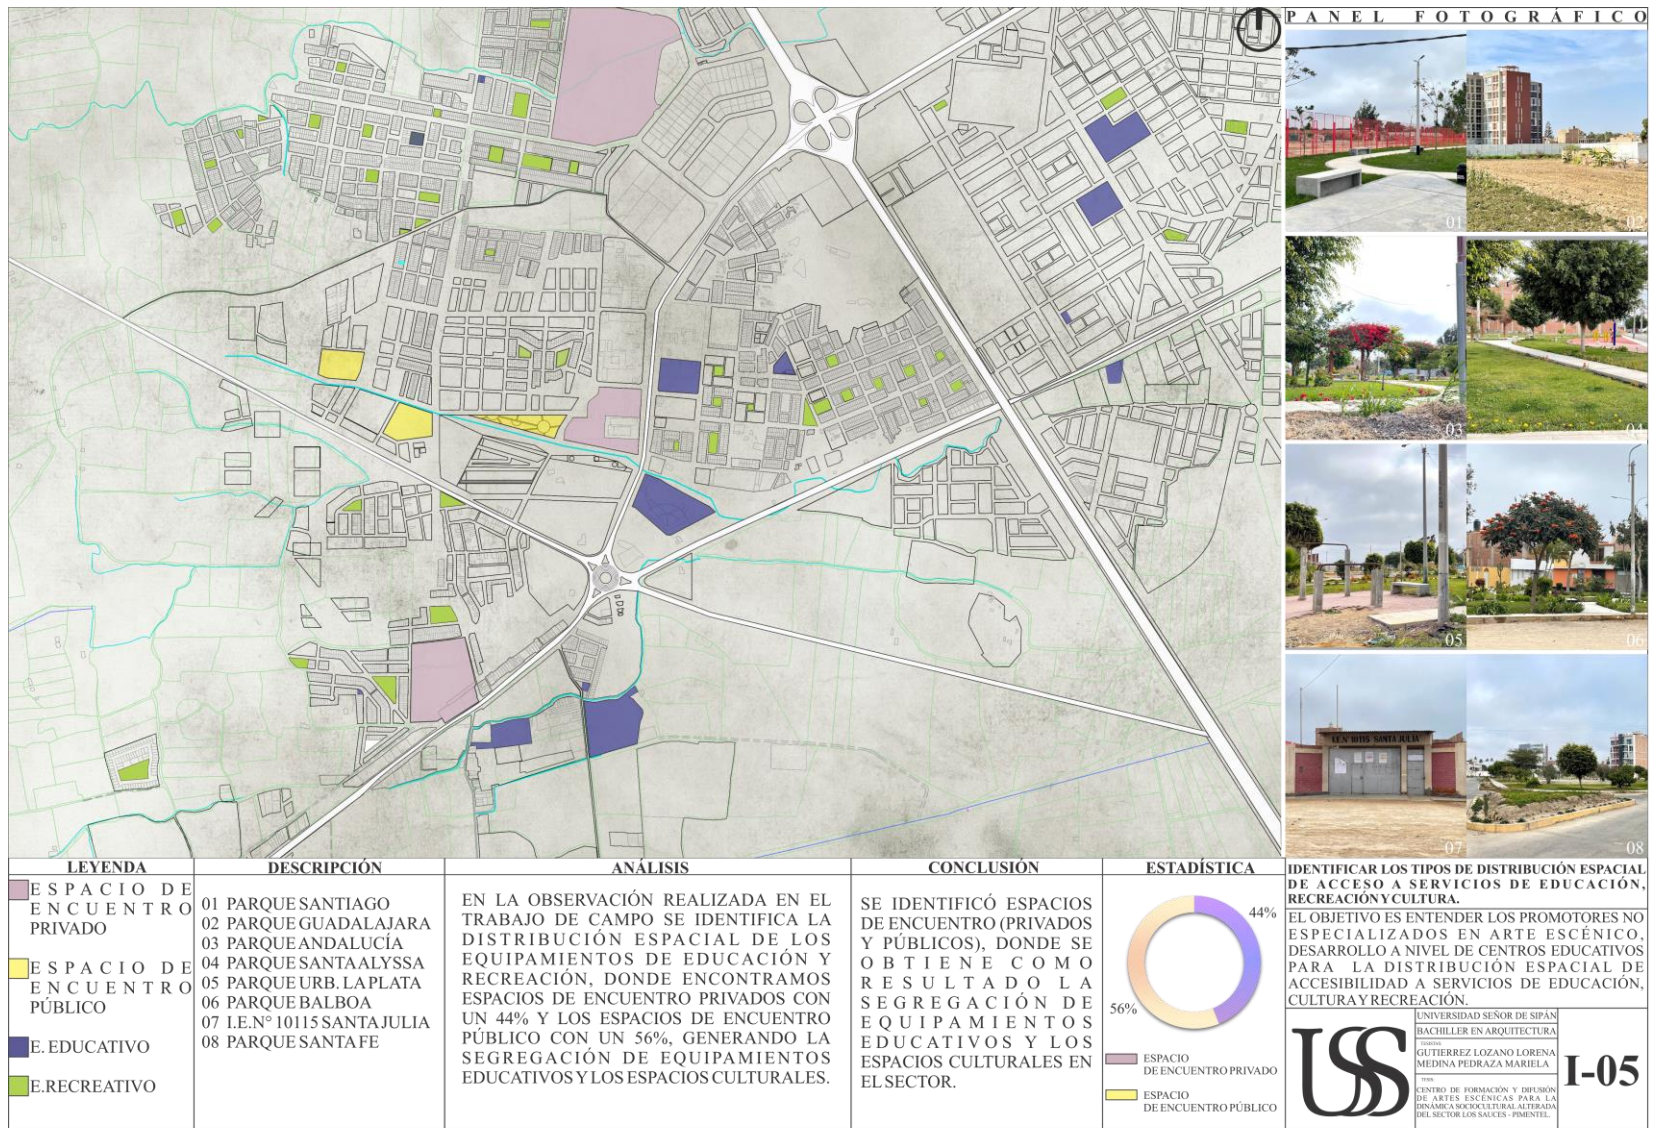 PANEL FOTOGRÁFICO
01
02
03
04
05
06
I.E.Nº 10115 SANTA JULIA
07
08
LEYENDA
ESPACIO DE
ENCUENTRO
PRIVADO
ESPACIO DE
ENCUENTRO
PÚBLICO
E. EDUCATIVO
E.RECREATIVO
DESCRIPCIÓN
01 PARQUE SANTIAGO
02 PARQUE GUADALAJARA
03 PARQUE ANDALUCÍA
04 PARQUE SANTA ALYSSA
05 PARQUE URB. LA PLATA
06 PARQUE BALBOA
07 I.E.N° 10115 SANTA JULIA
08 PARQUE SANTA FE
ANÁLISIS
EN LA OBSERVACIÓN REALIZADA EN EL
TRABAJO DE CAMPO SE IDENTIFICA LA
DISTRIBUCIÓN ESPACIAL DE LOS
EQUIPAMIENTOS DE EDUCACIÓN Y
RECREACIÓN, DONDE ENCONTRAMOS
ESPACIOS DE ENCUENTRO PRIVADOS CON
UN 44% Y LOS ESPACIOS DE ENCUENTRO
PÚBLICO CON UN 56%, GENERANDO LA
SEGREGACIÓN DE EQUIPAMIENTOS
EDUCATIVOS Y LOS ESPACIOS CULTURALES.
CONCLUSIÓN
SE IDENTIFICÓ ESPACIOS
DE ENCUENTRO (PRIVADOS
Y PÚBLICOS), DONDE SE
OBTIENE COMO
RESULTADO LA
SEGREGACIÓN DE
EQUIPAMIENTOS
EDUCATIVOS Y LOS
ESPACIOS CULTURALES EN
EL SECTOR.
ESTADÍSTICA
44%
56%
ESPACIO
DE ENCUENTRO PRIVADO
ESPACIO
DE ENCUENTRO PÚBLICO
IDENTIFICAR LOS TIPOS DE DISTRIBUCIÓN ESPACIAL
DE ACCESO A SERVICIOS DE EDUCACIÓN,
RECREACIÓN Y CULTURA.
EL OBJETIVO ES ENTENDER LOS PROMOTORES NO
ESPECIALIZADOS EN ARTE ESCÉNICO,
DESARROLLO A NIVEL DE CENTROS EDUCATIVOS
PARA LA DISTRIBUCIÓN ESPACIAL DE
ACCESIBILIDAD A SERVICIOS DE EDUCACIÓN,
CULTURA Y RECREACIÓN.
USS
UNIVERSIDAD SEÑOR DE SIPÁN
BACHILLER EN ARQUITECTURA
TESISTAS
GUTIERREZ LOZANO LORENA
MEDINA PEDRAZA MARIELA
TESIS
CENTRO DE FORMACIÓN Y DIFUSIÓN
DE ARTES ESCÉNICAS PARA LA
DINÁMICA SOCIOCULTURAL ALTERADA
DEL SECTOR LOS SAUCES - PIMENTEL.
I-05